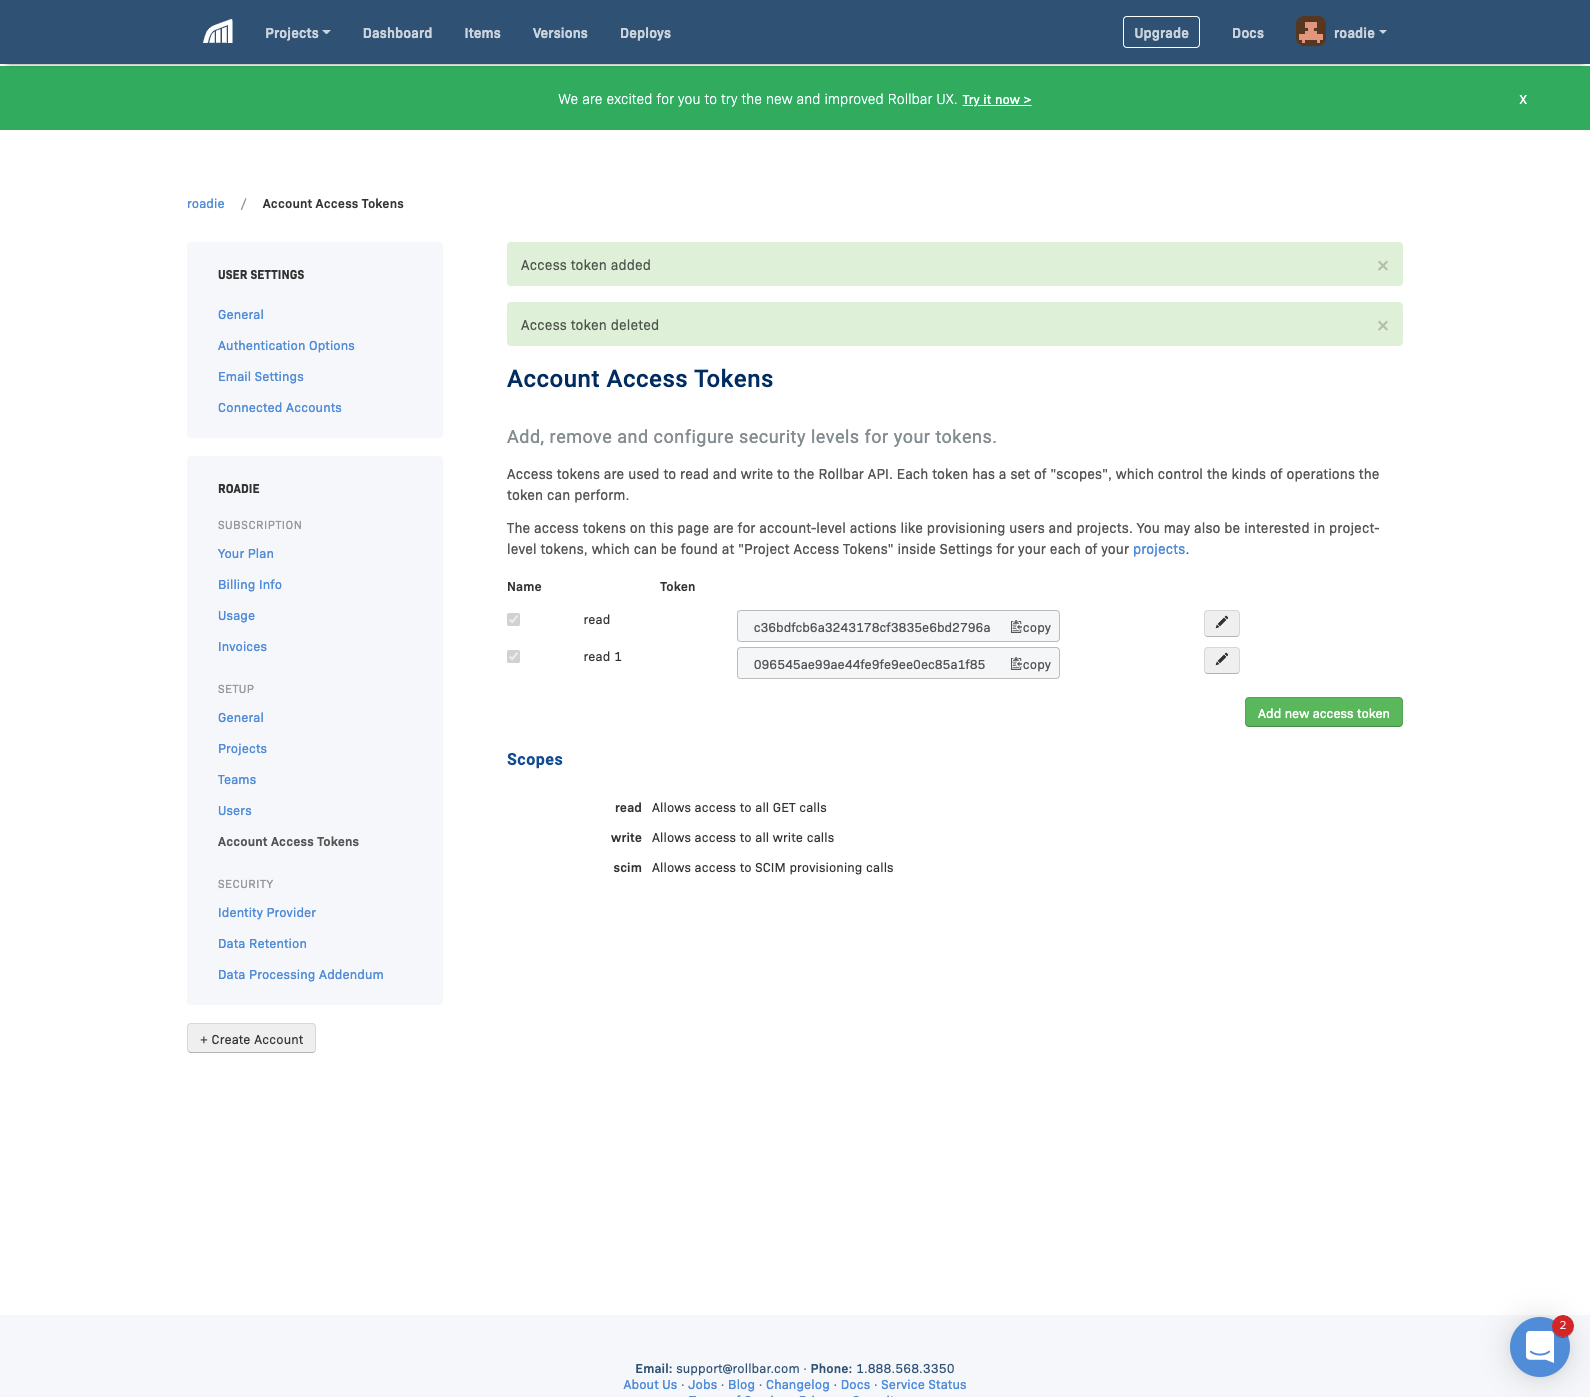 Projects Dashboard Items Versions Deploys Upgrade Docs roadie
We are excited for you to try the new and improved Rollbar UX. Try it now > X
roadie / Account Access Tokens
USER SETTINGS
General
Authentication Options
Email Settings
Connected Accounts
ROADIE
SUBSCRIPTION
Your Plan
Billing Info
Usage
Invoices
SETUP
General
Projects
Teams
Users
Account Access Tokens
SECURITY
Identity Provider
Data Retention
Data Processing Addendum
+ Create Account
Access token added ×
Access token deleted ×
Account Access Tokens
Add, remove and configure security levels for your tokens.
Access tokens are used to read and write to the Rollbar API. Each token has a set of "scopes", which control the kinds of operations the
token can perform.
The access tokens on this page are for account-level actions like provisioning users and projects. You may also be interested in project-
level tokens, which can be found at "Project Access Tokens" inside Settings for your each of your projects.
Name Token
read c36bdfcb6a3243178cf3835e6bd2796a copy
read 1 096545ae99ae44fe9fe9ee0ec85a1f85 copy
Add new access token
Scopes
read Allows access to all GET calls
write Allows access to all write calls
scim Allows access to SCIM provisioning calls
2
Email: support@rollbar.com · Phone: 1.888.568.3350
About Us · Jobs · Blog · Changelog · Docs · Service Status